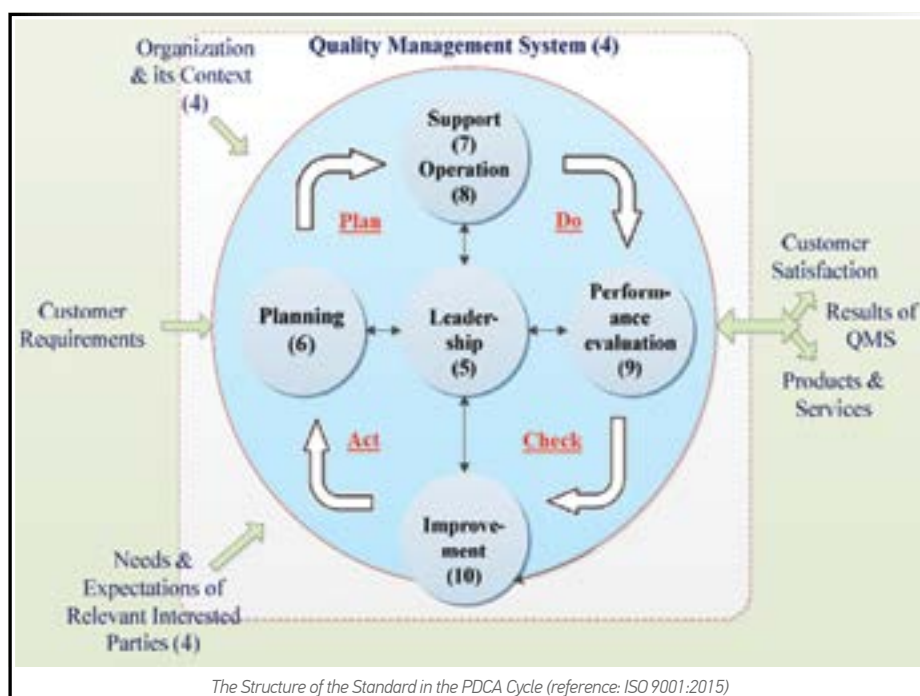 Quality Management System (4)
Organization
& its Context
(4)
Support
(7)
Operation
(8)
Plan
Do
Customer
Satisfaction
Customer
Requirements
Planning
(6)
Leader-
ship
(5)
Perform-
ance
evaluation
(9)
Results of
QMS
Products &
Services
Act
Check
Improve-
ment
(10)
Needs &
Expectations of
Relevant Interested
Parties (4)
The Structure of the Standard in the PDCA Cycle (reference: ISO 9001:2015)